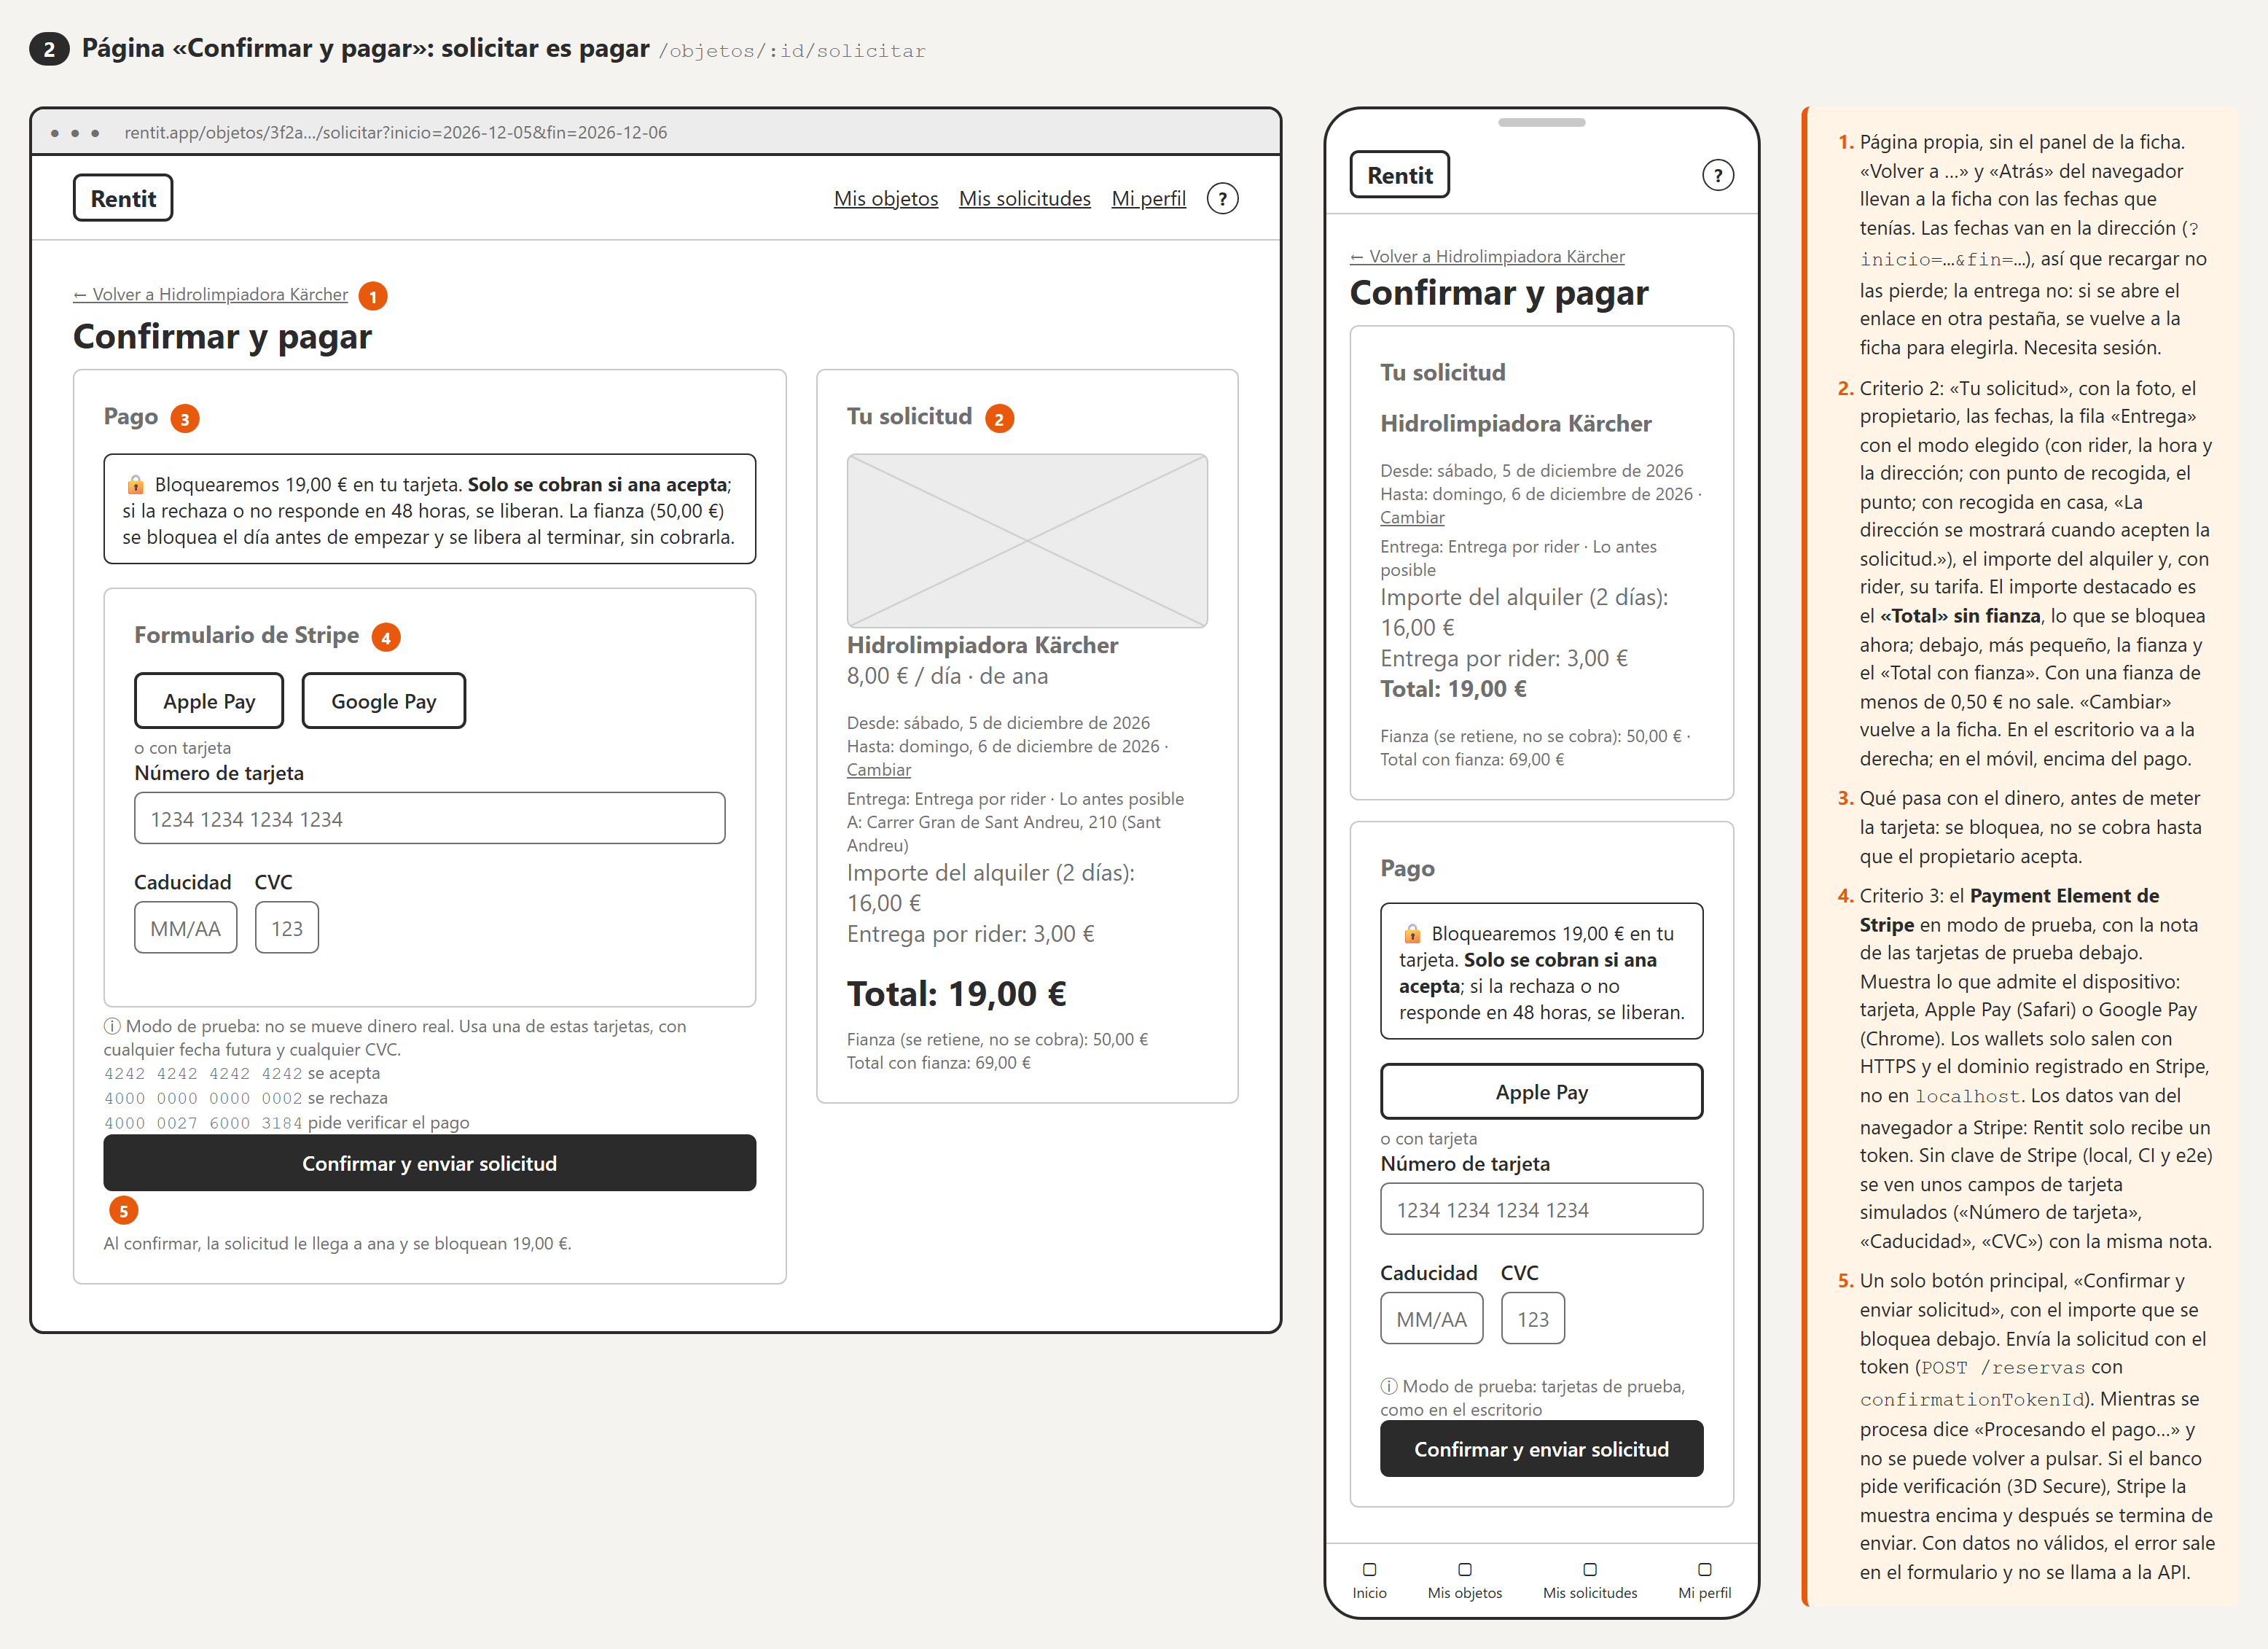 2 Página «Confirmar y pagar»: solicitar es pagar /objetos/:id/solicitar
rentit.app/objetos/3f2a.../solicitar?inicio=2026-12-05&fin=2026-12-06
Rentit
Mis objetos Mis solicitudes Mi perfil ?
← Volver a Hidrolimpiadora Kärcher 1
Confirmar y pagar
Pago 3
🔒 Bloquearemos 19,00 € en tu tarjeta. Solo se cobran si ana acepta;
si la rechaza o no responde en 48 horas, se liberan. La fianza (50,00 €)
se bloquea el día antes de empezar y se libera al terminar, sin cobrarla.
Formulario de Stripe 4
Apple Pay Google Pay
o con tarjeta
Número de tarjeta
1234 1234 1234 1234
Caducidad CVC
MM/AA 123
ⓘ Modo de prueba: no se mueve dinero real. Usa una de estas tarjetas, con
cualquier fecha futura y cualquier CVC.
4242 4242 4242 4242 se acepta
4000 0000 0000 0002 se rechaza
4000 0027 6000 3184 pide verificar el pago
Confirmar y enviar solicitud
5
Al confirmar, la solicitud le llega a ana y se bloquean 19,00 €.
Tu solicitud 2
Hidrolimpiadora Kärcher
8,00 € / día · de ana
Desde: sábado, 5 de diciembre de 2026
Hasta: domingo, 6 de diciembre de 2026 ·
Cambiar
Entrega: Entrega por rider · Lo antes posible
A: Carrer Gran de Sant Andreu, 210 (Sant
Andreu)
Importe del alquiler (2 días):
16,00 €
Entrega por rider: 3,00 €
Total: 19,00 €
Fianza (se retiene, no se cobra): 50,00 €
Total con fianza: 69,00 €
Rentit
?
← Volver a Hidrolimpiadora Kärcher
Confirmar y pagar
Tu solicitud
Hidrolimpiadora Kärcher
Desde: sábado, 5 de diciembre de 2026
Hasta: domingo, 6 de diciembre de 2026 ·
Cambiar
Entrega: Entrega por rider · Lo antes
posible
Importe del alquiler (2 días):
16,00 €
Entrega por rider: 3,00 €
Total: 19,00 €
Fianza (se retiene, no se cobra): 50,00 € ·
Total con fianza: 69,00 €
Pago
🔒 Bloquearemos 19,00 € en tu
tarjeta. Solo se cobran si ana
acepta; si la rechaza o no
responde en 48 horas, se liberan.
Apple Pay
o con tarjeta
Número de tarjeta
1234 1234 1234 1234
Caducidad CVC
MM/AA 123
ⓘ Modo de prueba: tarjetas de prueba,
como en el escritorio
Confirmar y enviar solicitud
Inicio Mis objetos Mis solicitudes Mi perfil
1. Página propia, sin el panel de la ficha.
«Volver a ...» y «Atrás» del navegador
llevan a la ficha con las fechas que
tenías. Las fechas van en la dirección (?
inicio=…&fin=…), así que recargar no
las pierde; la entrega no: si se abre el
enlace en otra pestaña, se vuelve a la
ficha para elegirla. Necesita sesión.
2. Criterio 2: «Tu solicitud», con la foto, el
propietario, las fechas, la fila «Entrega»
con el modo elegido (con rider, la hora y
la dirección; con punto de recogida, el
punto; con recogida en casa, «La
dirección se mostrará cuando acepten la
solicitud.»), el importe del alquiler y, con
rider, su tarifa. El importe destacado es
el «Total» sin fianza, lo que se bloquea
ahora; debajo, más pequeño, la fianza y
el «Total con fianza». Con una fianza de
menos de 0,50 € no sale. «Cambiar»
vuelve a la ficha. En el escritorio va a la
derecha; en el móvil, encima del pago.
3. Qué pasa con el dinero, antes de meter
la tarjeta: se bloquea, no se cobra hasta
que el propietario acepta.
4. Criterio 3: el Payment Element de
Stripe en modo de prueba, con la nota
de las tarjetas de prueba debajo.
Muestra lo que admite el dispositivo:
tarjeta, Apple Pay (Safari) o Google Pay
(Chrome). Los wallets solo salen con
HTTPS y el dominio registrado en Stripe,
no en localhost. Los datos van del
navegador a Stripe: Rentit solo recibe un
token. Sin clave de Stripe (local, CI y e2e)
se ven unos campos de tarjeta
simulados («Número de tarjeta»,
«Caducidad», «CVC») con la misma nota.
5. Un solo botón principal, «Confirmar y
enviar solicitud», con el importe que se
bloquea debajo. Envía la solicitud con el
token (POST /reservas con
confirmationTokenId). Mientras se
procesa dice «Procesando el pago...» y
no se puede volver a pulsar. Si el banco
pide verificación (3D Secure), Stripe la
muestra encima y después se termina de
enviar. Con datos no válidos, el error sale
en el formulario y no se llama a la API.